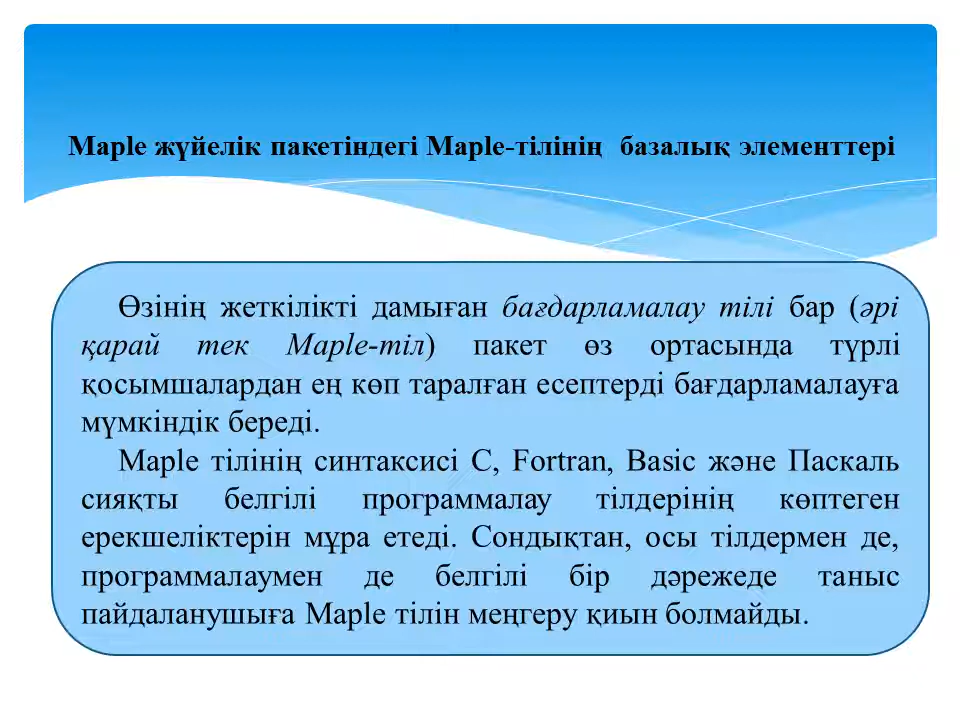 Maple жүйелік пакетіндегі Maple-тілінің базалық элементтері
Өзінің жеткілікті дамыған бағдарламалау тілі бар (әрі
қарай тек Maple-тіл) пакет өз ортасында түрлі
қосымшалардан ең көп таралған есептерді бағдарламалауға
мүмкіндік береді.
Maple тілінің синтаксисі C, Fortran, Basic және Паскаль
сияқты белгілі программалау тілдерінің көптеген
ерекшеліктерін мұра етеді. Сондықтан, осы тілдермен де,
программалаумен де белгілі бір дәрежеде таныс
пайдаланушыға Maple тілін меңгеру қиын болмайды.